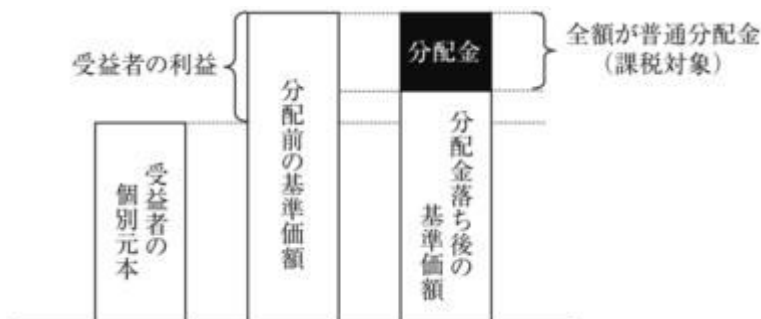 受益者の利益
分配金
全額が普通分配金
（課税対象）
受益者の
個別元本
分配前の基準価額
分配金落ち後の
基準価額